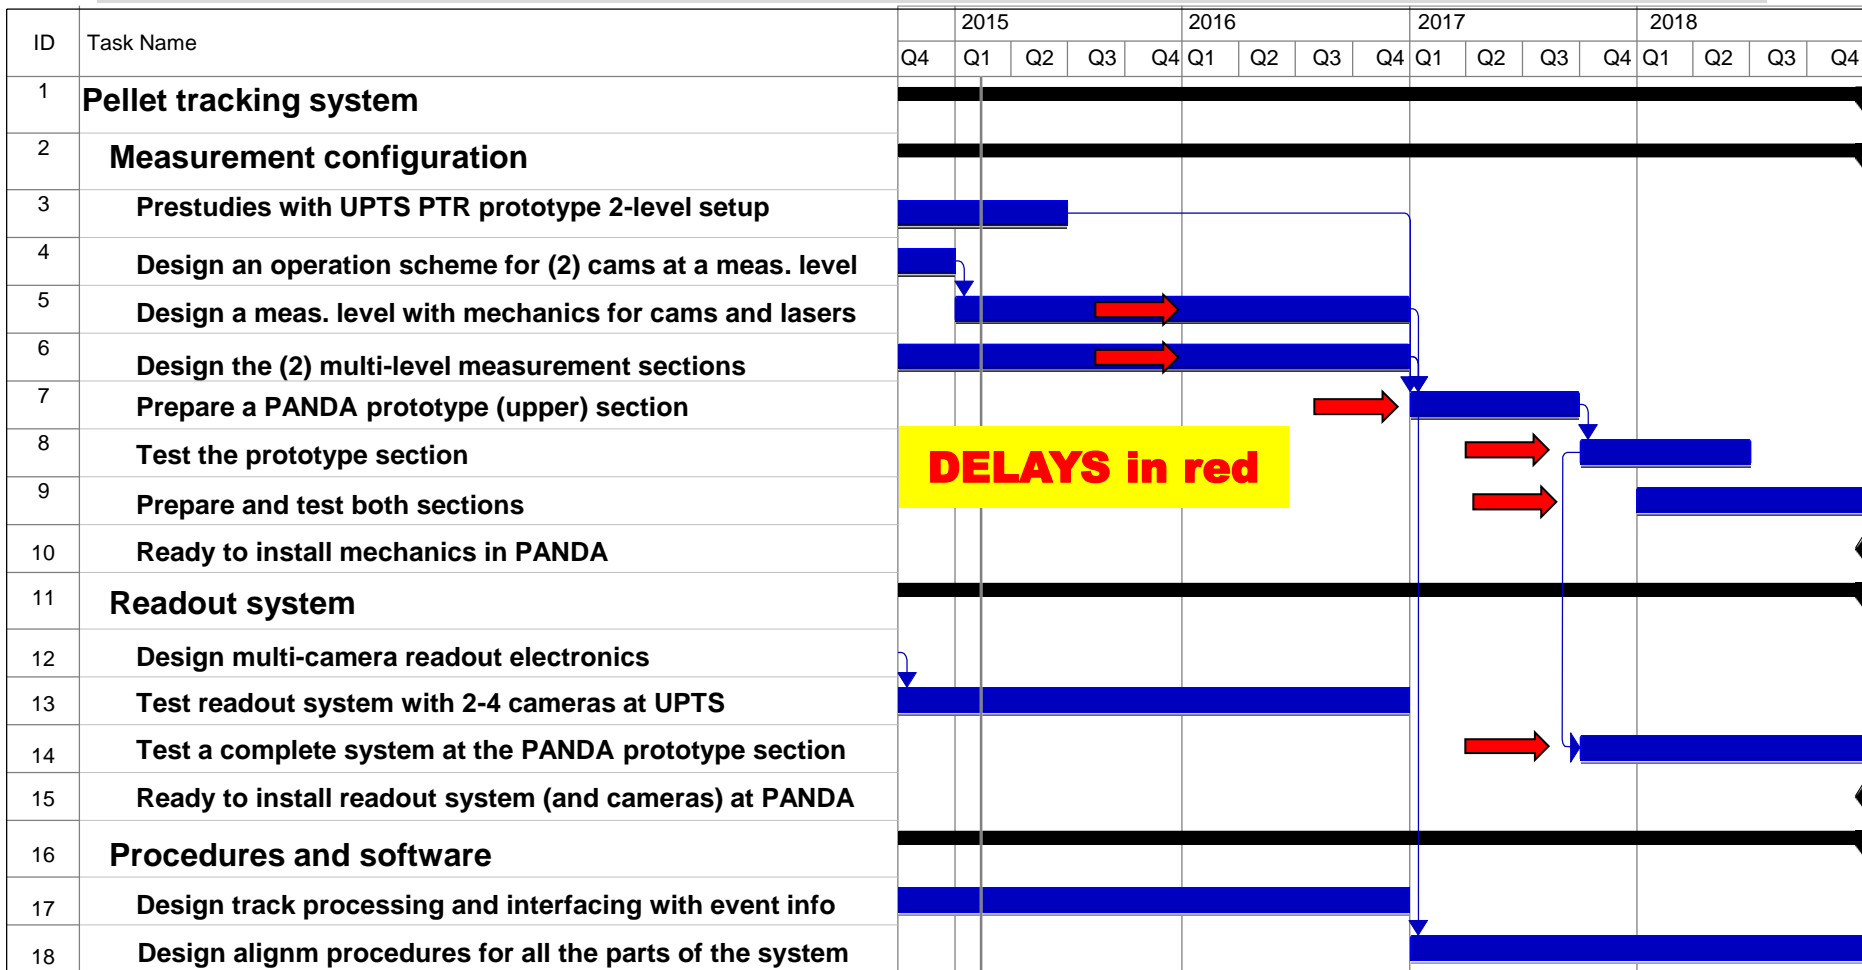 2015 2016 2017 2018
ID Task Name
Q4 Q1 Q2 Q3 Q4 Q1 Q2 Q3 Q4 Q1 Q2 Q3 Q4 Q1 Q2 Q3 Q4
1 Pellet tracking system
2 Measurement configuration
3 Prestudies with UPTS PTR prototype 2-level setup
4 Design an operation scheme for (2) cams at a meas. level
5 Design a meas. level with mechanics for cams and lasers
6 Design the (2) multi-level measurement sections
7 Prepare a PANDA prototype (upper) section
8 Test the prototype section
DELAYS in red
9 Prepare and test both sections
10 Ready to install mechanics in PANDA
11 Readout system
12 Design multi-camera readout electronics
13 Test readout system with 2-4 cameras at UPTS
14 Test a complete system at the PANDA prototype section
15 Ready to install readout system (and cameras) at PANDA
16 Procedures and software
17 Design track processing and interfacing with event info
18 Design alignm procedures for all the parts of the system